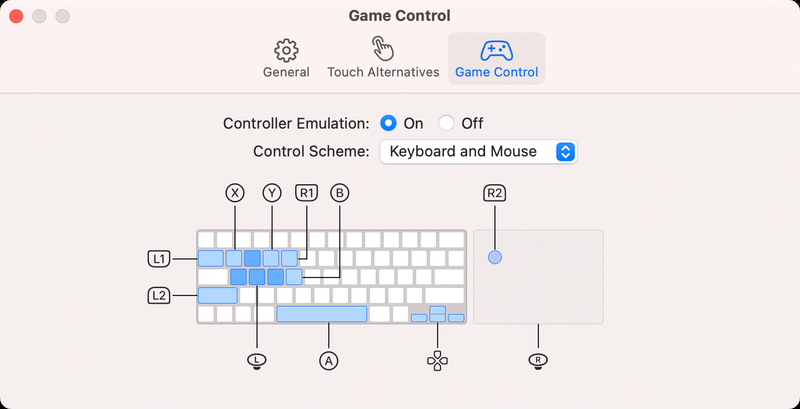 Game Control
General
Touch Alternatives
Game Control
Controller Emulation: On Off
Control Scheme: Keyboard and Mouse
X Y R1 B R2
L1
L2
L A R